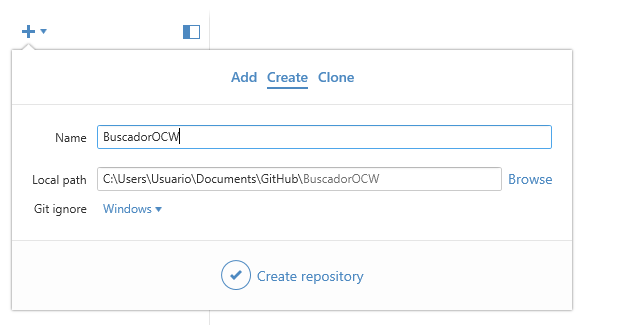 Add Create Clone
Name BuscadorOCW
Local path C:\Users\Usuario\Documents\GitHub\BuscadorOCW Browse
Git ignore Windows
Create repository